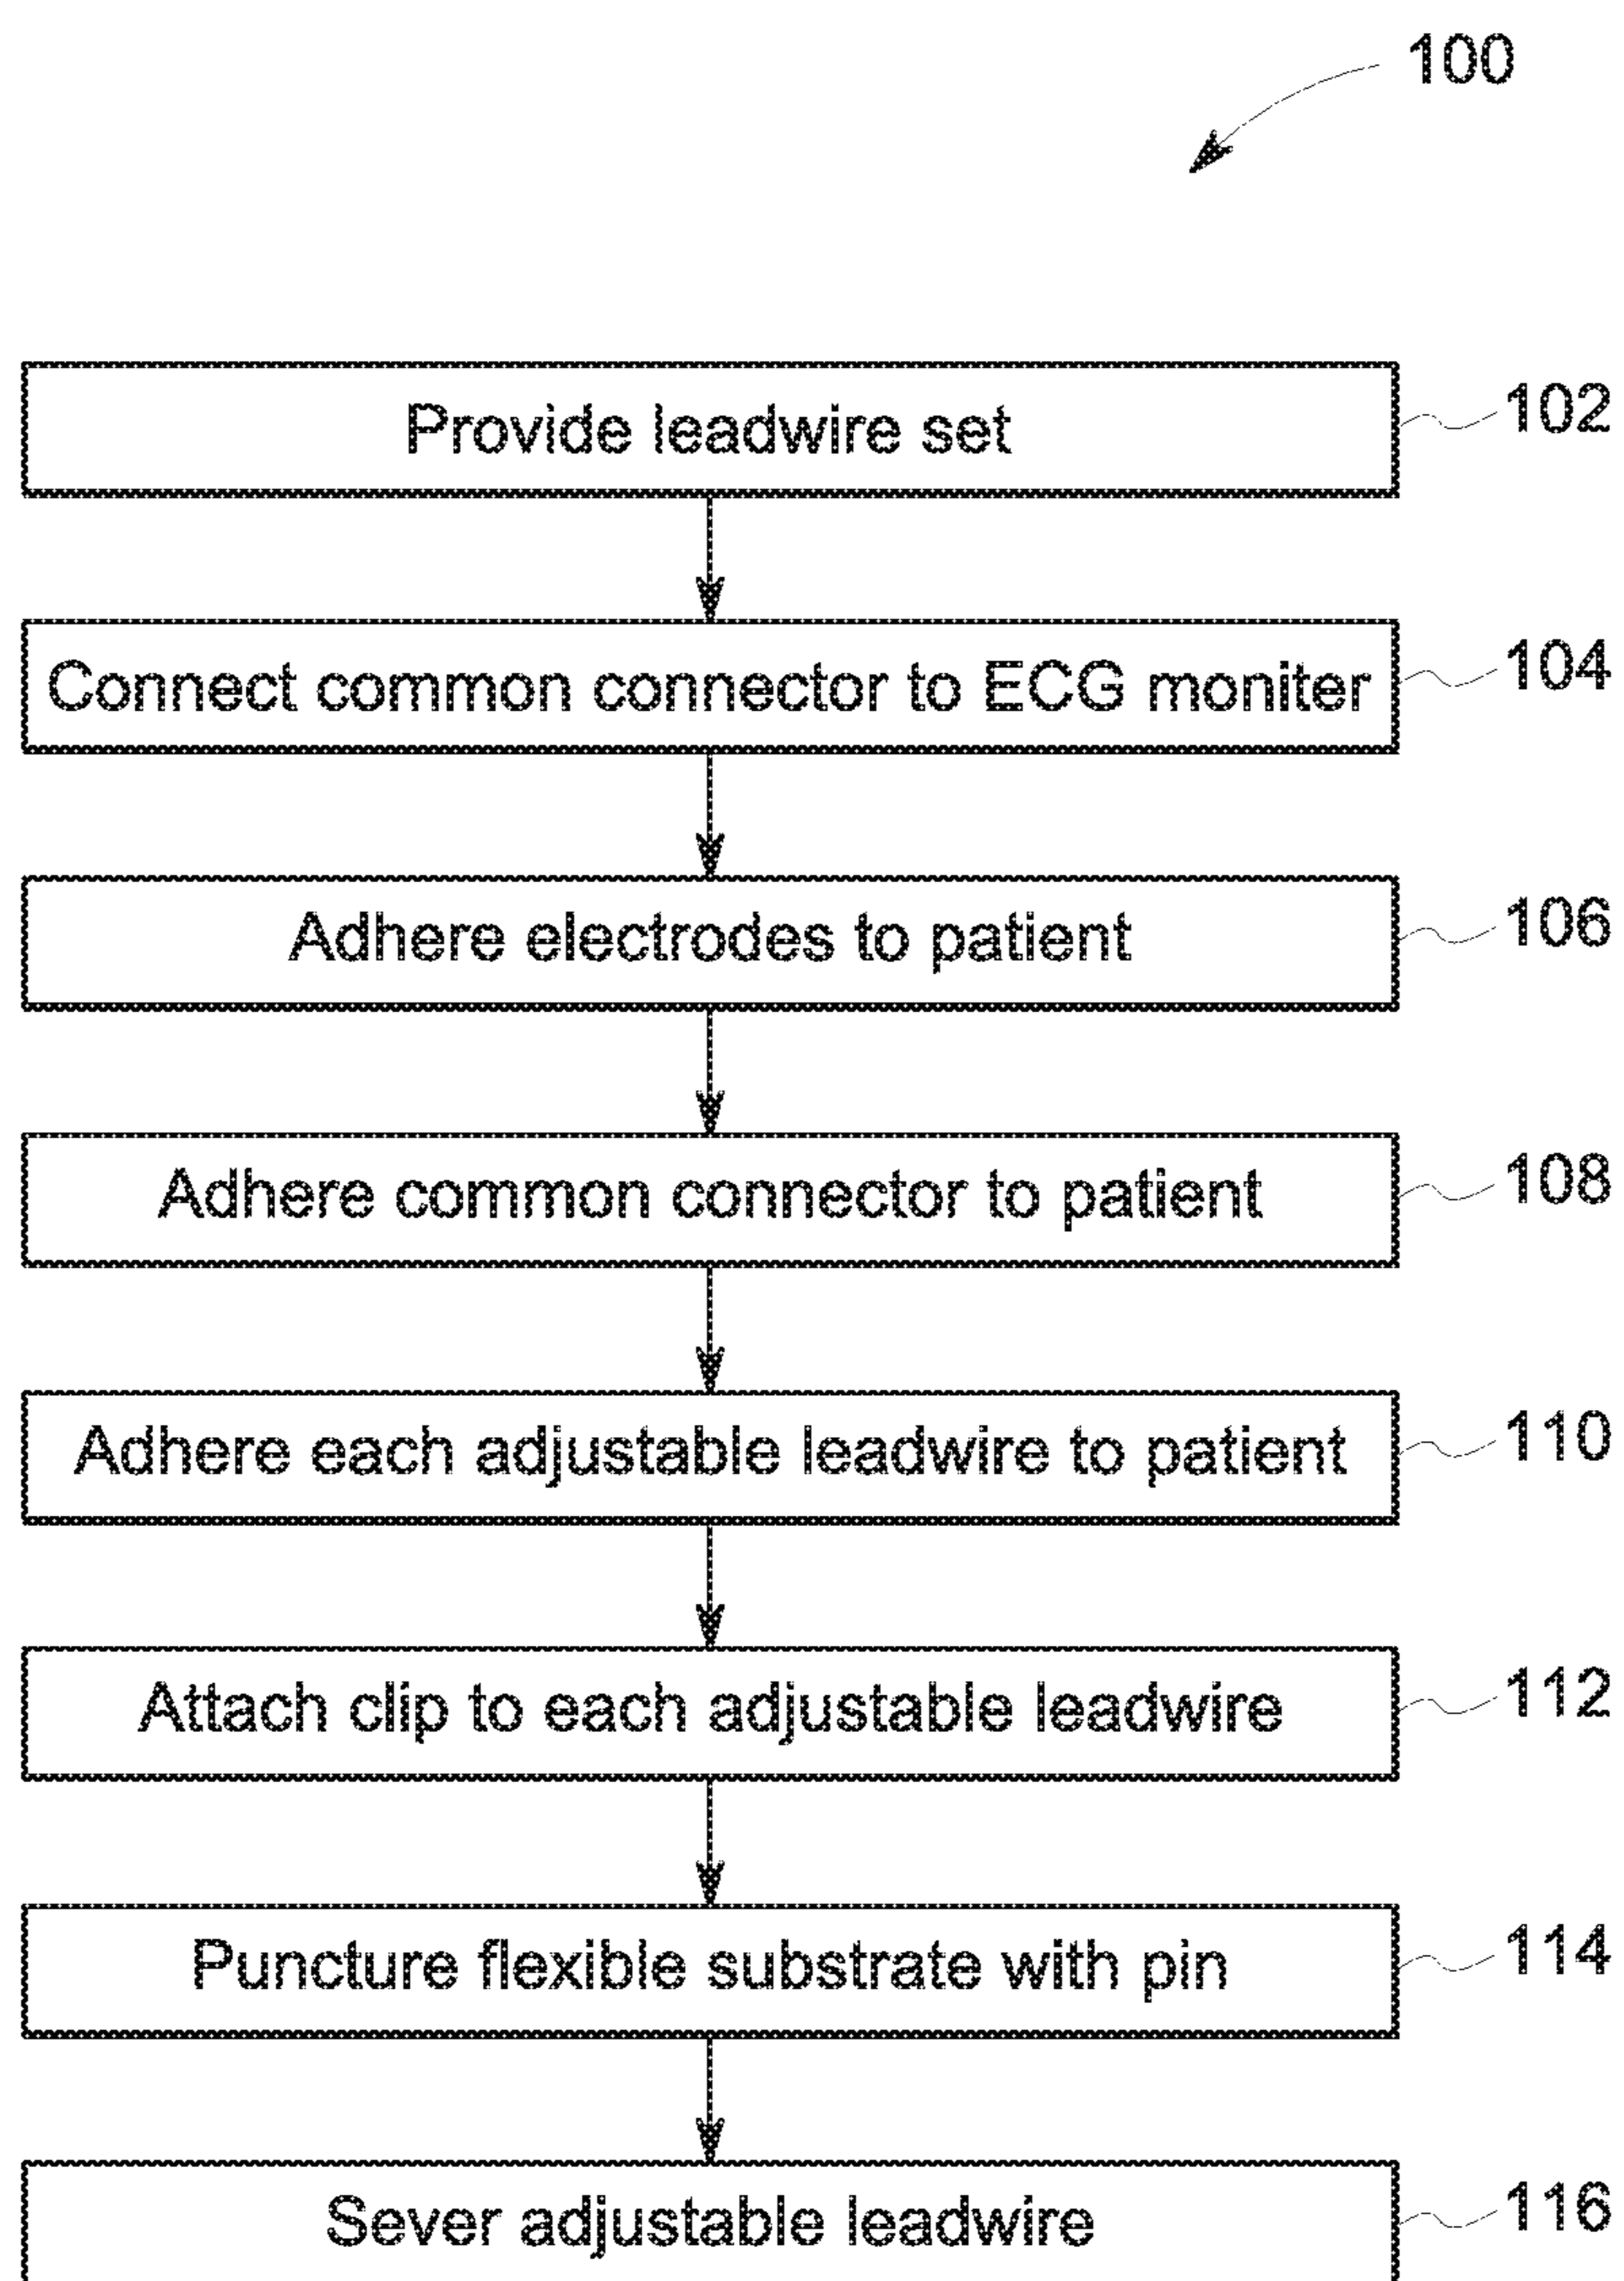 100
Provide leadwire set 102
Connect common connector to ECG moniter 104
Adhere electrodes to patient 106
Adhere common connector to patient 108
Adhere each adjustable leadwire to patient 110
Attach clip to each adjustable leadwire 112
Puncture flexible substrate with pin 114
Sever adjustable leadwire 116